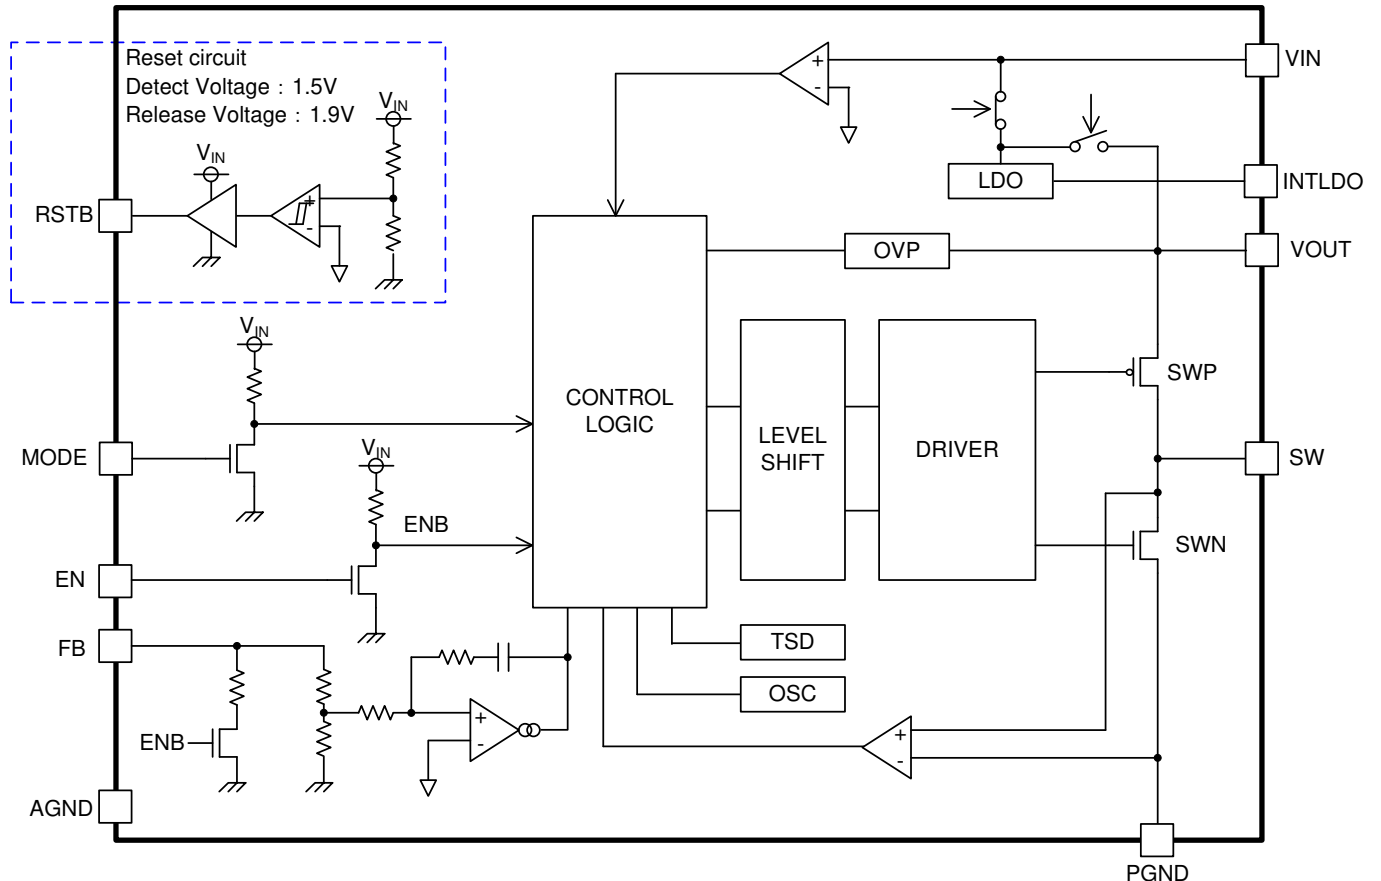 Reset circuit
Detect Voltage : 1.5V
Release Voltage : 1.9V
VIN
VIN
RSTB
+
-
+
-
VIN
LDO
INTLDO
OVP
VOUT
VIN
MODE
CONTROL
LOGIC
LEVEL
SHIFT
DRIVER
SWP
SW
SWN
VIN
ENB
EN
FB
ENB
AGND
+
-
TSD
OSC
+
-
PGND